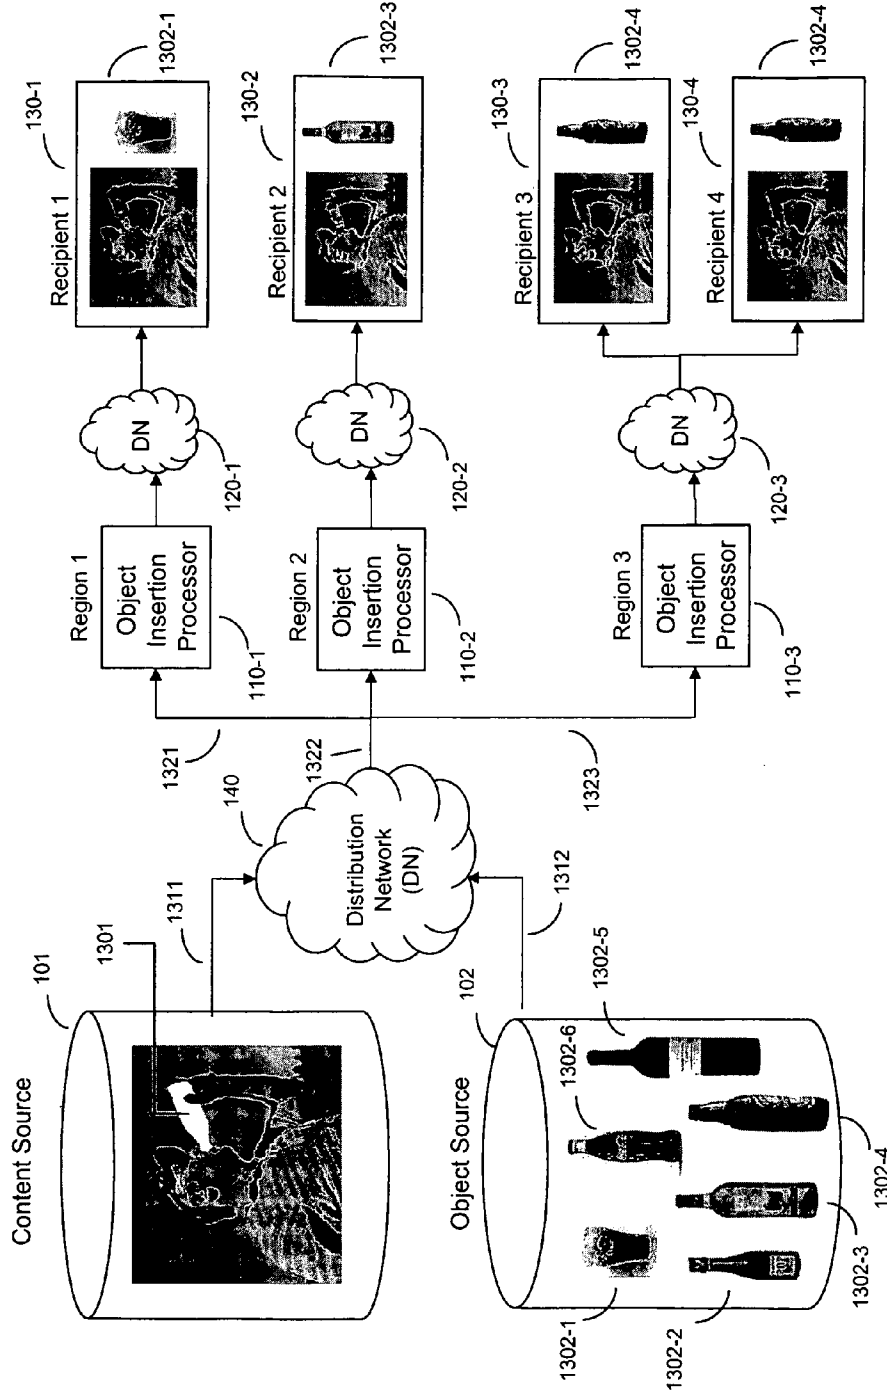 Content Source
101
1301
1311
Object Source
102
1302-6
1302-5
1302-1
1302-2
1302-3
1302-4
1312
140
Distribution
Network
(DN)
1321
1322
1323
Region 1
Object
Insertion
Processor
110-1
Region 2
Object
Insertion
Processor
110-2
Region 3
Object
Insertion
Processor
110-3
DN
120-1
DN
120-2
DN
120-3
Recipient 1
130-1
1302-1
Recipient 2
130-2
1302-3
Recipient 3
130-3
1302-4
Recipient 4
130-4
1302-4